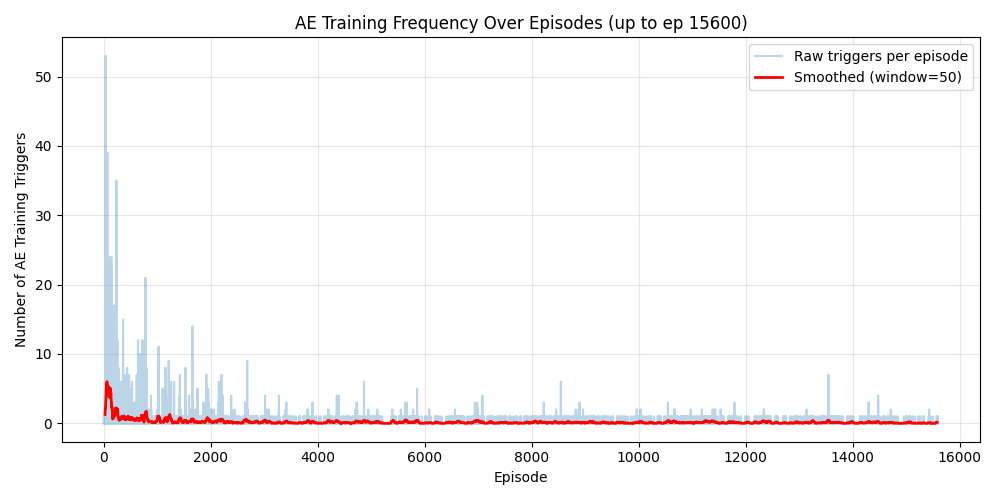 AE Training Frequency Over Episodes (up to ep 15600)
Raw triggers per episode
Smoothed (window=50)
Number of AE Training Triggers
50
40
30
20
10
0
0 2000 4000 6000 8000 10000 12000 14000 16000
Episode